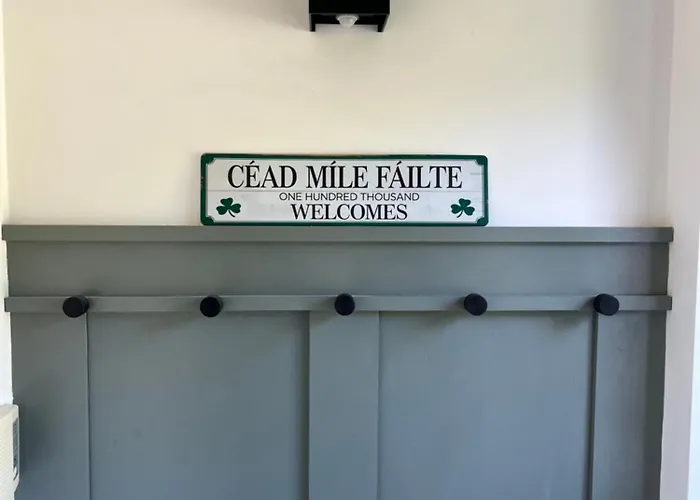 CÉAD MÍLE FÁILTE
ONE HUNDRED THOUSAND
WELCOMES